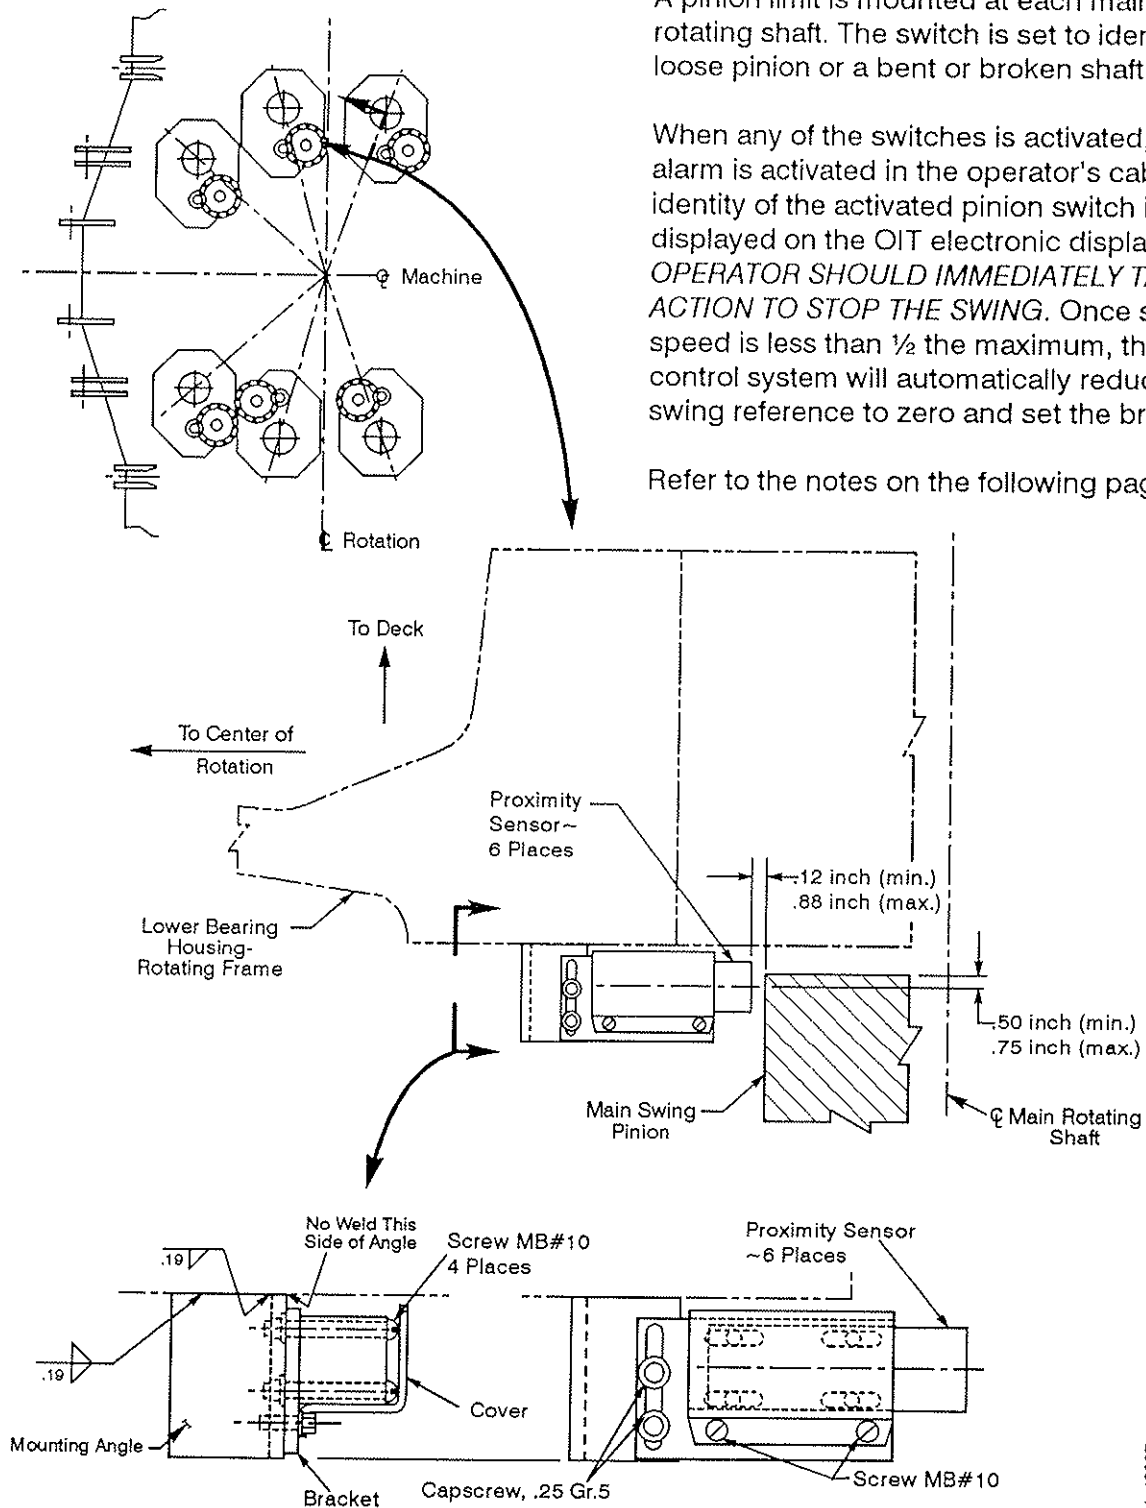 A pinion limit is mounted at each main
rotating shaft. The switch is set to
loose pinion or a bent or broken shaft
When any of the switches is activated,
alarm is activated in the operator's
identity of the activated pinion switch
displayed on the OIT electronic
OPERATOR SHOULD IMMEDIATELY
ACTION TO STOP THE SWING. Once
speed is less than ½ the maximum,
control system will automatically
swing reference to zero and set the
Refer to the notes on the following
℄ Machine
℄ Rotation
To Deck
To Center of
Rotation
Proximity
Sensor~
6 Places
.12 inch (min.)
.88 inch (max.)
Lower Bearing
Housing-
Rotating Frame
.50 inch (min.)
.75 inch (max.)
Main Swing
Pinion
℄ Main Rotating
Shaft
No Weld This
Side of Angle
Screw MB#10
4 Places
Proximity Sensor
~6 Places
.19
.19
Cover
Mounting Angle
Bracket
Capscrew, .25 Gr.5
Screw MB#10